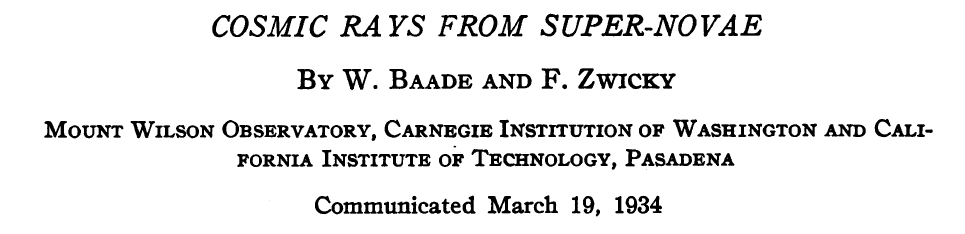 COSMIC RAYS FROM SUPER-NOVAE
BY W. BAADE AND F. ZWICKY
MOUNT WILSON OBSERVATORY, CARNEGIE INSTITUTION OF WASHINGTON AND CALI-
FORNIA INSTITUTE OF TECHNOLOGY, PASADENA
Communicated March 19, 1934